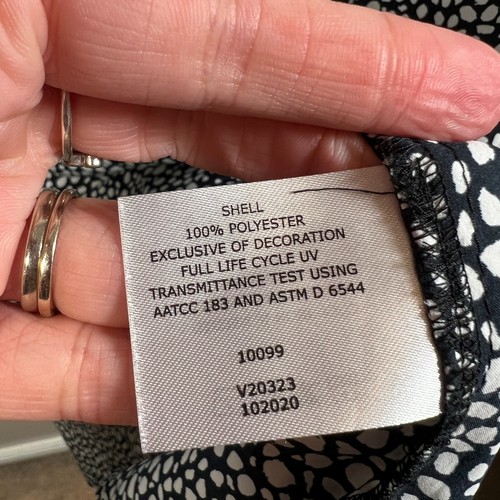 SHELL
100% POLYESTER
EXCLUSIVE OF DECORATION
FULL LIFE CYCLE UV
TRANSMITTANCE TEST USING
AATCC 183 AND ASTM D 6544
10099
V20323
102020